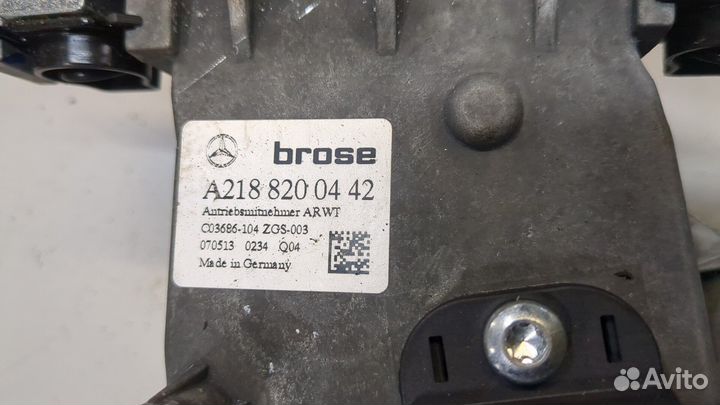 brose
A218 820 04 42
Antriebsmitnehmer ARWT
C03686-104 ZGS-003
070513 0234 Q04
Made in Germany
Avito